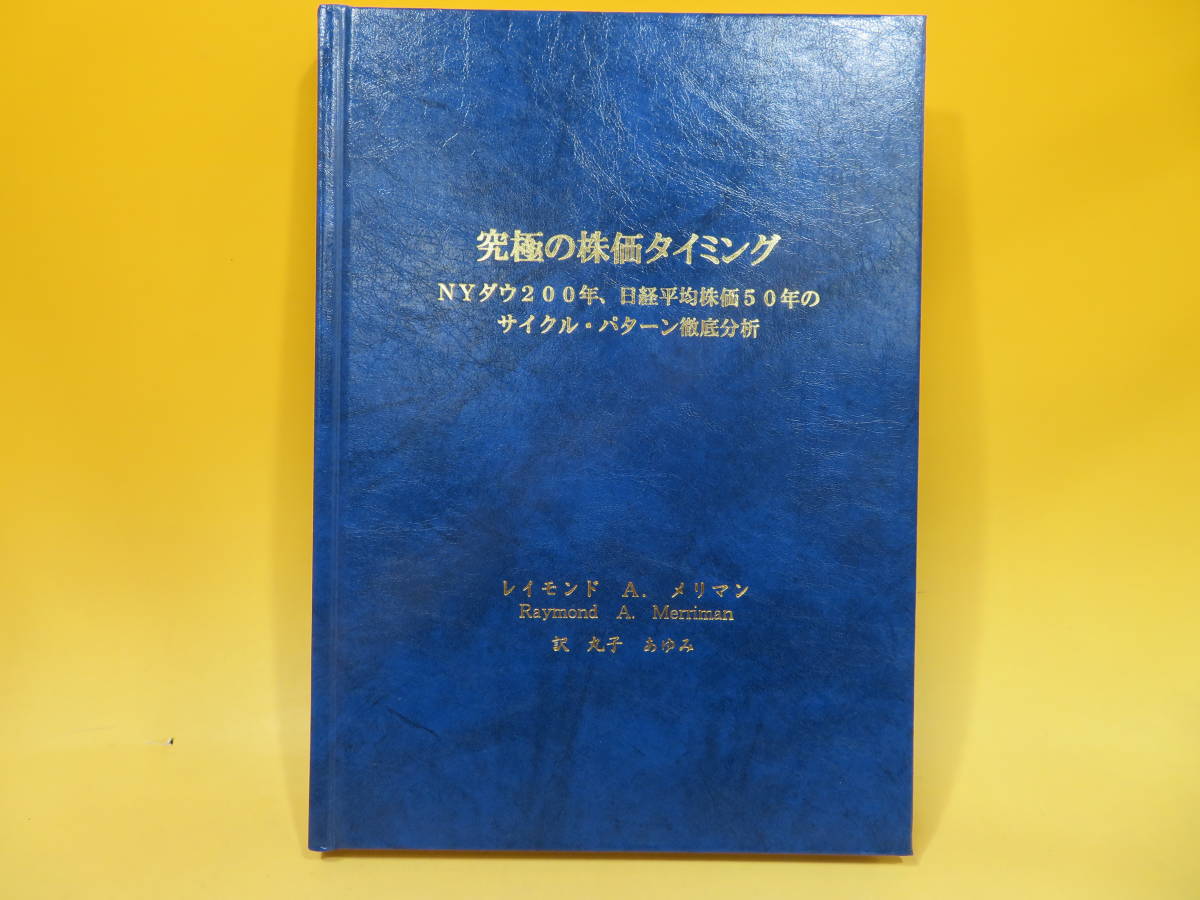 究極の株価タイミング
NYダウ200年、日経平均株価50年の
サイクル・パターン徹底分析
レイモンド A. メリマン
Raymond A. Merriman
訳 丸子 あゆみ